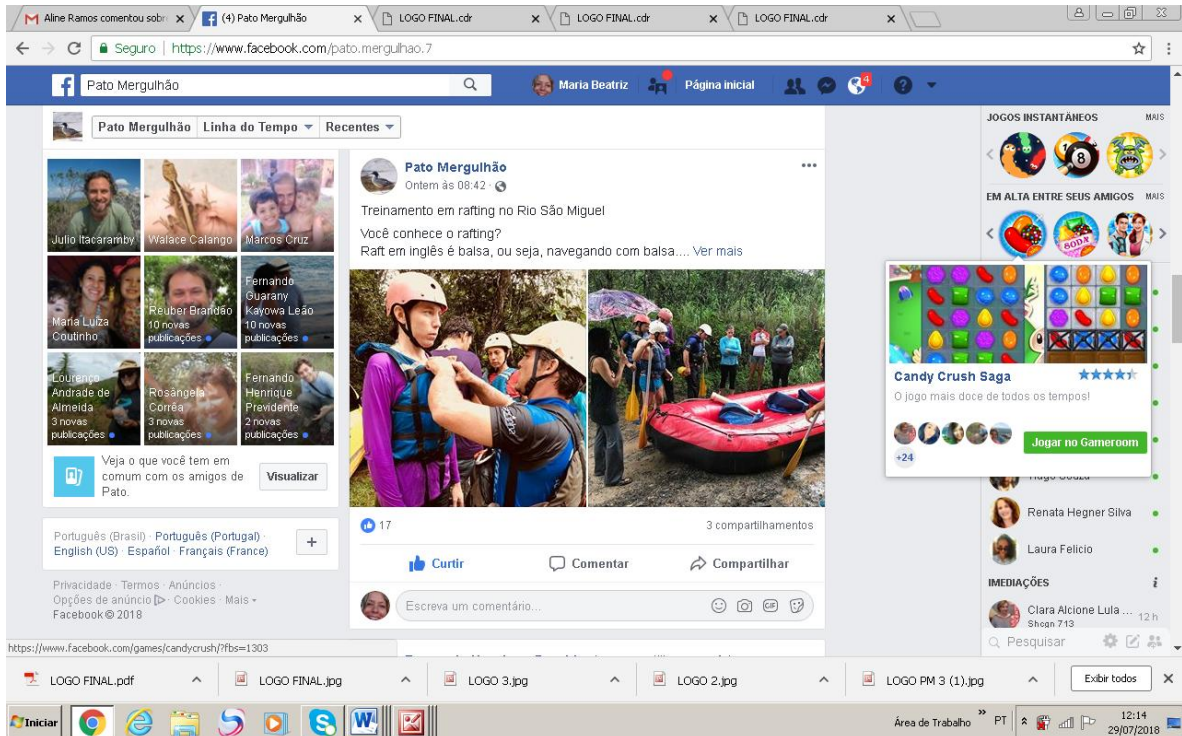 Aline Ramos comentou sobr
(4) Pato Mergulhão
LOGO FINAL.cdr
LOGO FINAL.cdr
LOGO FINAL.cdr
Seguro | https://www.facebook.com/pato.mergulhao.7
Pato Mergulhão
Maria Beatriz
Página inicial
4
Pato Mergulhão
Linha do Tempo
Recentes
Julio Itacaramby
Walace Calango
Marcos Cruz
Maria Luiza
Coutinho
Reuber Brandão
10 novas
publicações
Fernando
Guarany
Kayowa Leão
10 novas
publicações
Lourenço
Andrade de
Almeida
3 novas
publicações
Rosângela
Corrêa
3 novas
publicações
Fernando
Henrique
Previdente
2 novas
publicações
Veja o que você tem em
comum com os amigos de
Pato.
Visualizar
Português (Brasil) · Português (Portugal) ·
English (US) · Español · Français (France)
+
Privacidade · Termos · Anúncios ·
Opções de anúncio · Cookies · Mais
Facebook © 2018
Pato Mergulhão
Ontem às 08:42 ·
Treinamento em rafting no Rio São Miguel
Você conhece o rafting?
Raft em inglês é balsa, ou seja, navegando com balsa.... Ver mais
17
3 compartilhamentos
Curtir
Comentar
Compartilhar
Escreva um comentário...
GIF
JOGOS INSTANTÂNEOS
MAIS
8
EM ALTA ENTRE SEUS AMIGOS
MAIS
SODA
Candy Crush Saga
O jogo mais doce de todos os tempos!
+24
Jogar no Gameroom
Renata Hegner Silva
Laura Felicio
IMEDIAÇÕES
i
Clara Alcione Lula ...
12 h
Shcgn 713
Pesquisar
https://www.facebook.com/games/candycrush/?fbs=1303
LOGO FINAL.pdf
LOGO FINAL.jpg
LOGO 3.jpg
LOGO 2.jpg
LOGO PM 3 (1).jpg
Exibir todos
Iniciar
Área de Trabalho
PT
12:14
29/07/2018